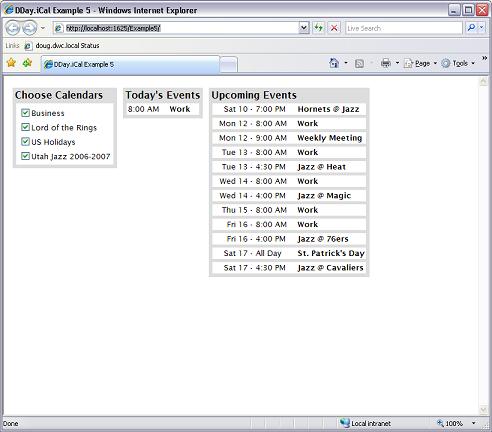 DDay.iCal Example 5 - Windows Internet Explorer
http://localhost:1625/Example5/
Live Search
Links
doug.dwc.local Status
DDay.iCal Example 5
Page
Tools
Choose Calendars
Business
Lord of the Rings
US Holidays
Utah Jazz 2006-2007
Today's Events
8:00 AM Work
Upcoming Events
Sat 10 - 7:00 PM Hornets @ Jazz
Mon 12 - 8:00 AM Work
Mon 12 - 9:00 AM Weekly Meeting
Tue 13 - 8:00 AM Work
Tue 13 - 4:30 PM Jazz @ Heat
Wed 14 - 8:00 AM Work
Wed 14 - 4:00 PM Jazz @ Magic
Thu 15 - 8:00 AM Work
Fri 16 - 8:00 AM Work
Fri 16 - 4:00 PM Jazz @ 76ers
Sat 17 - All Day St. Patrick's Day
Sat 17 - 4:30 PM Jazz @ Cavaliers
Done
Local intranet
100%